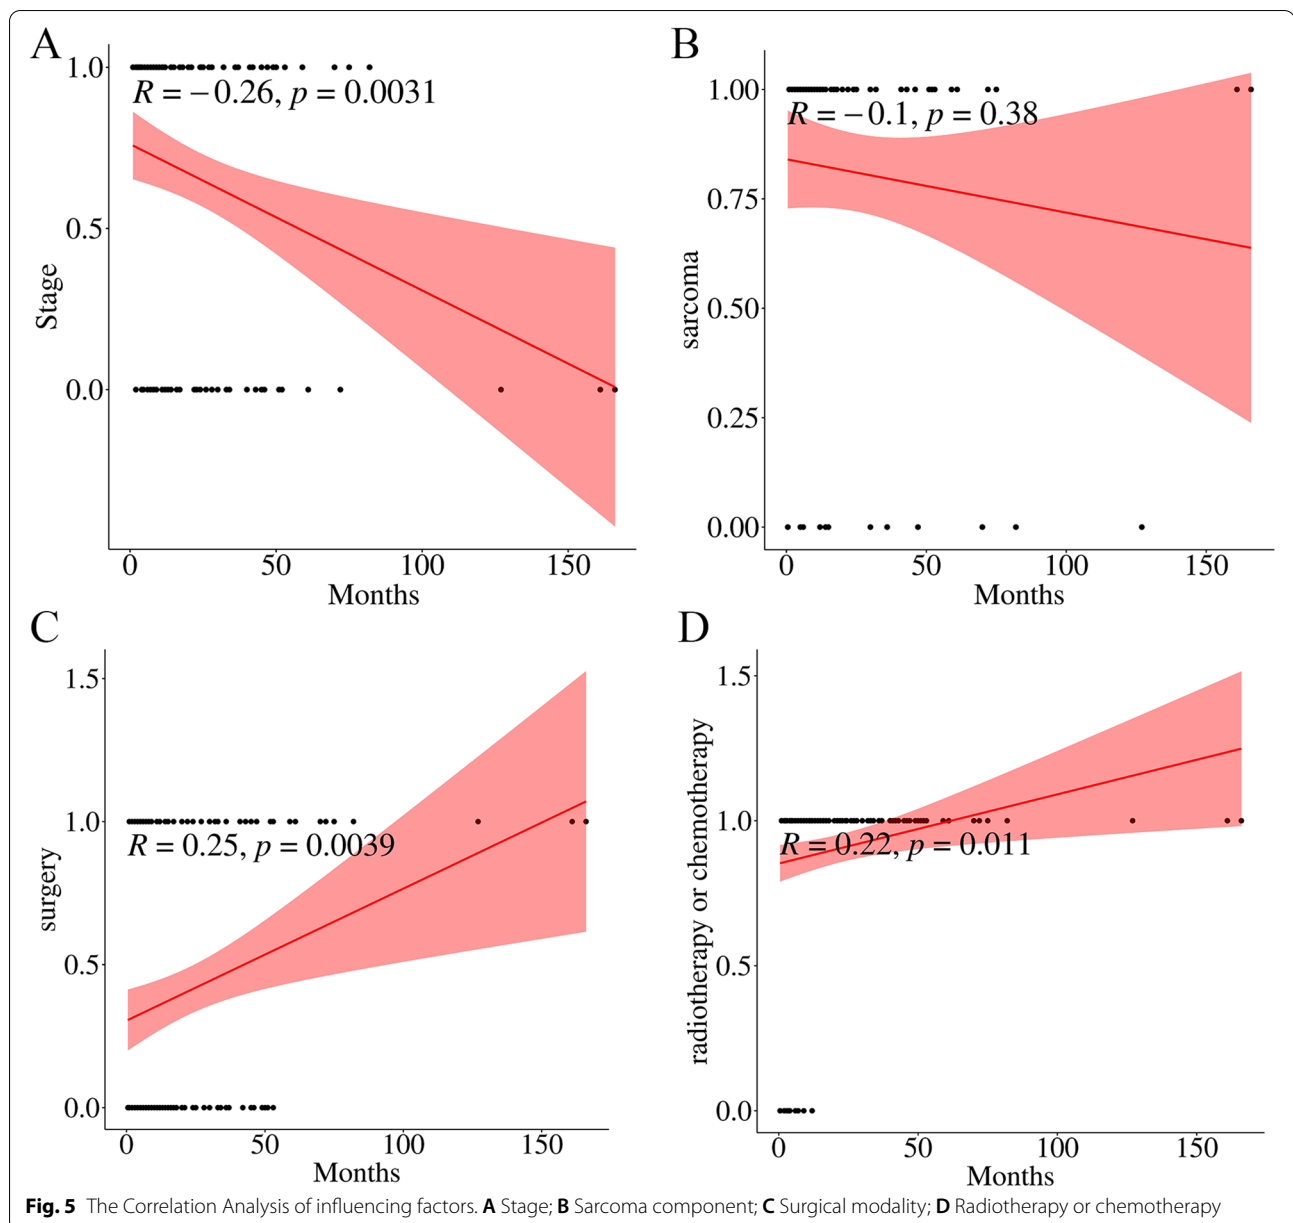 A
1.0
R = −0.26, p = 0.0031
0.5
0.0
Stage
0 50 100 150
Months
B
1.00
R = −0.1, p = 0.38
0.75
0.50
0.25
0.00
sarcoma
0 50 100 150
Months
C
1.5
1.0
R = 0.25, p = 0.0039
0.5
0.0
surgery
0 50 100 150
Months
D
1.5
1.0
R = 0.22, p = 0.011
0.5
0.0
radiotherapy or chemotherapy
0 50 100 150
Months
Fig. 5 The Correlation Analysis of influencing factors. A Stage; B Sarcoma component; C Surgical modality; D Radiotherapy or chemotherapy